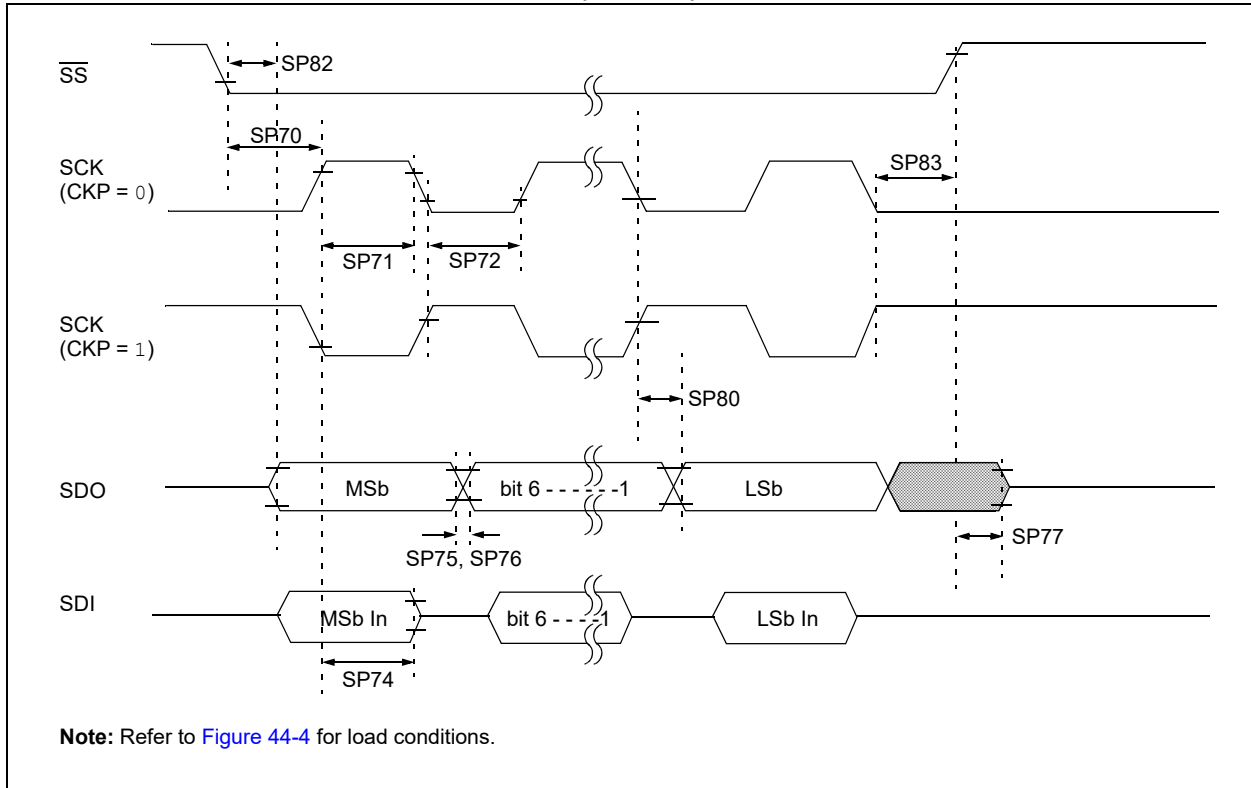 SS
SP82
SP70
SCK
(CKP = 0)
SP83
SP71
SP72
SCK
(CKP = 1)
SP80
SDO
MSb
bit 6 - - - - - -1
LSb
SP75, SP76
SP77
SDI
MSb In
bit 6 - - - -1
LSb In
SP74
Note: Refer to Figure 44-4 for load conditions.